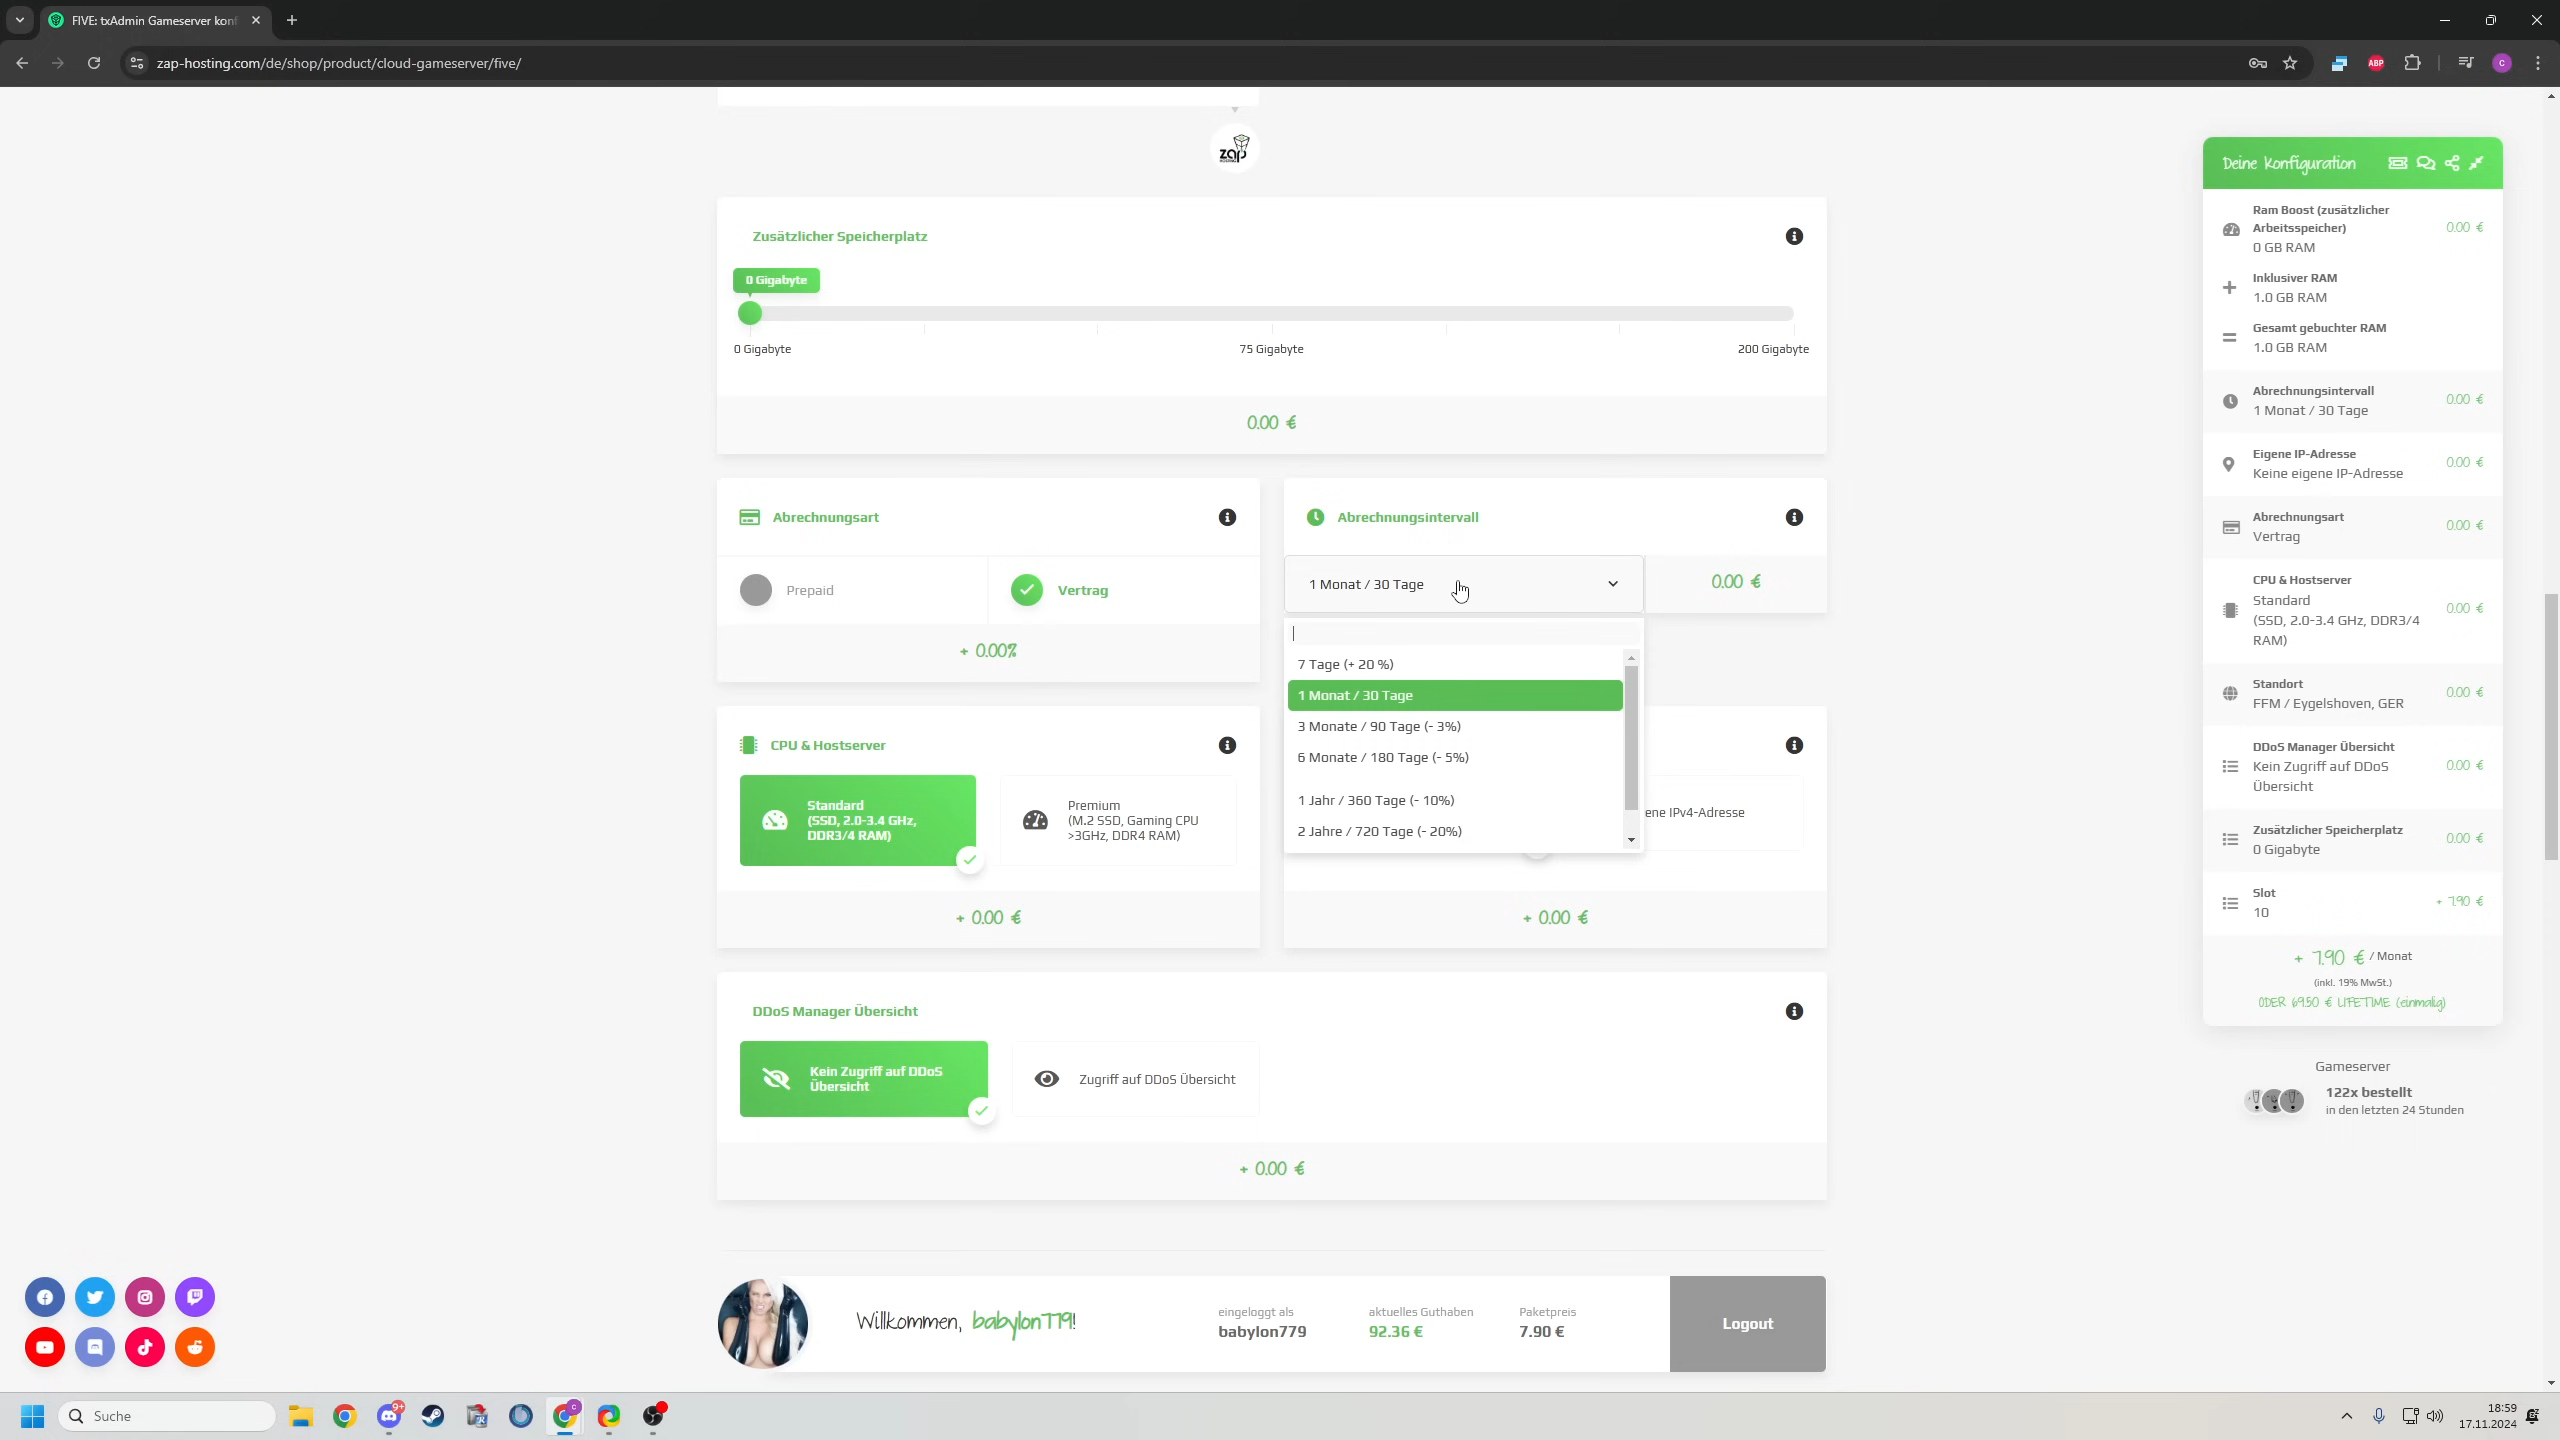 FIVE: txAdmin Gameserver konf
zap-hosting.com/de/shop/product/cloud-gameserver/five/
ABP
C
zap
HOSTING
Zusätzlicher Speicherplatz
0 Gigabyte
0 Gigabyte
75 Gigabyte
200 Gigabyte
0.00 €
Abrechnungsart
Prepaid
Vertrag
+ 0.00%
Abrechnungsintervall
1 Monat / 30 Tage
0.00 €
7 Tage (+ 20 %)
1 Monat / 30 Tage
3 Monate / 90 Tage (- 3%)
6 Monate / 180 Tage (- 5%)
1 Jahr / 360 Tage (- 10%)
2 Jahre / 720 Tage (- 20%)
CPU & Hostserver
Standard
(SSD, 2.0-3.4 GHz,
DDR3/4 RAM)
Premium
(M.2 SSD, Gaming CPU
>3GHz, DDR4 RAM)
+ 0.00 €
ene IPv4-Adresse
+ 0.00 €
DDoS Manager Übersicht
Kein Zugriff auf DDoS
Übersicht
Zugriff auf DDoS Übersicht
+ 0.00 €
Willkommen, babylon779!
eingeloggt als
babylon779
aktuelles Guthaben
92.36 €
Paketpreis
7.90 €
Logout
Deine Konfiguration
Ram Boost (zusätzlicher
Arbeitsspeicher)
0 GB RAM
0.00 €
Inklusiver RAM
1.0 GB RAM
Gesamt gebuchter RAM
1.0 GB RAM
Abrechnungsintervall
1 Monat / 30 Tage
0.00 €
Eigene IP-Adresse
Keine eigene IP-Adresse
0.00 €
Abrechnungsart
Vertrag
0.00 €
CPU & Hostserver
Standard
(SSD, 2.0-3.4 GHz, DDR3/4
RAM)
0.00 €
Standort
FFM / Eygelshoven, GER
0.00 €
DDoS Manager Übersicht
Kein Zugriff auf DDoS
Übersicht
0.00 €
Zusätzlicher Speicherplatz
0 Gigabyte
0.00 €
Slot
10
+ 7.90 €
+ 7.90 € / Monat
(inkl. 19% MwSt.)
ODER 69.50 € LIFETIME (einmalig)
Gameserver
122x bestellt
in den letzten 24 Stunden
Suche
9+
C
18:59
17.11.2024